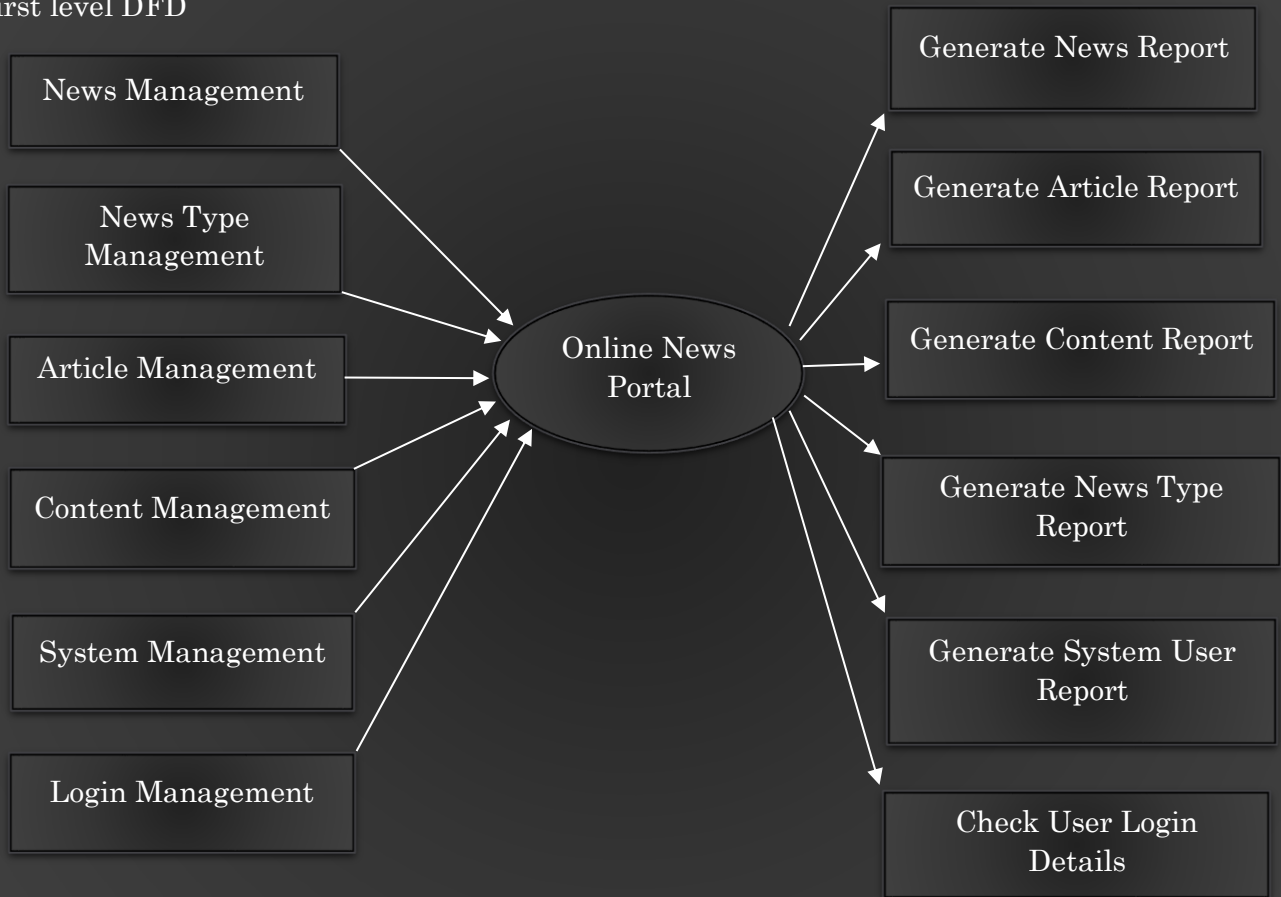 First level DFD
News Management
News Type
Management
Article Management
Content Management
System Management
Login Management
Online News
Portal
Generate News Report
Generate Article Report
Generate Content Report
Generate News Type
Report
Generate System User
Report
Check User Login
Details